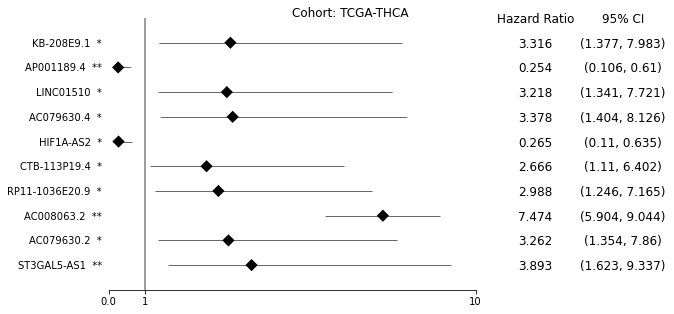 Cohort: TCGA-THCA
Hazard Ratio 95% CI
KB-208E9.1 * 3.316 (1.377, 7.983)
AP001189.4 ** 0.254 (0.106, 0.61)
LINC01510 * 3.218 (1.341, 7.721)
AC079630.4 * 3.378 (1.404, 8.126)
HIF1A-AS2 * 0.265 (0.11, 0.635)
CTB-113P19.4 * 2.666 (1.11, 6.402)
RP11-1036E20.9 * 2.988 (1.246, 7.165)
AC008063.2 ** 7.474 (5.904, 9.044)
AC079630.2 * 3.262 (1.354, 7.86)
ST3GAL5-AS1 ** 3.893 (1.623, 9.337)
0.0 1 10